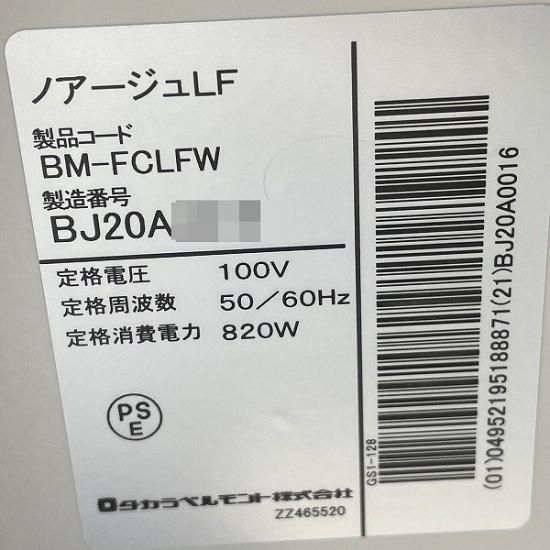 ノアージュLF
製品コード
BM-FCLFW
製造番号
BJ20A
定格電圧 100V
定格周波数 50/60Hz
定格消費電力 820W
PS
E
タカラベルモント株式会社
ZZ465520
GS1-128
(01)04952195188871(21)BJ20A0016